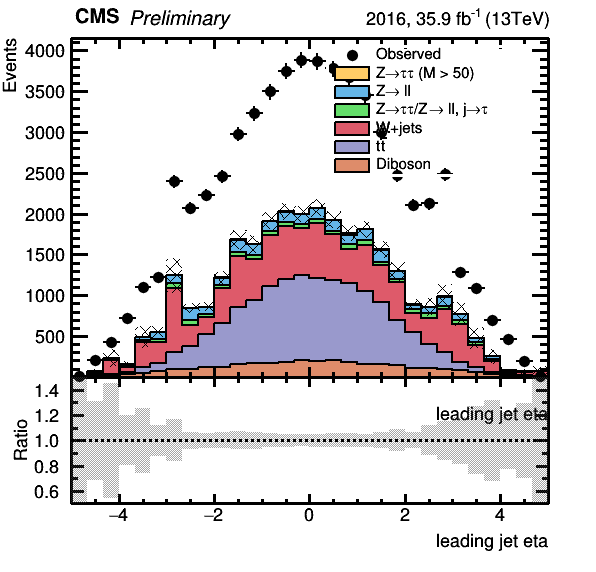 CMS Preliminary 2016, 35.9 fb⁻¹ (13TeV)
Events
4000
3500
3000
2500
2000
1500
1000
500
Observed
Z→ττ (M > 50)
Z→ ll
Z→ττ/Z→ ll, j→τ
W+jets
tt
Diboson
Ratio
1.4
1.2
1.0
0.8
0.6
leading jet eta
−4 −2 0 2 4
leading jet eta